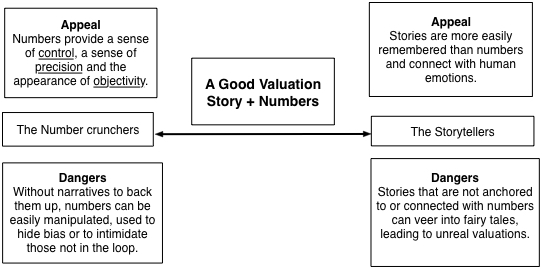 Appeal
Numbers provide a sense
of control, a sense of
precision and the
appearance of objectivity.
A Good Valuation
Story + Numbers
Appeal
Stories are more easily
remembered than numbers
and connect with human
emotions.
The Number crunchers
The Storytellers
Dangers
Without narratives to back
them up, numbers can be
easily manipulated, used to
hide bias or to intimidate
those not in the loop.
Dangers
Stories that are not anchored
to or connected with numbers
can veer into fairy tales,
leading to unreal valuations.